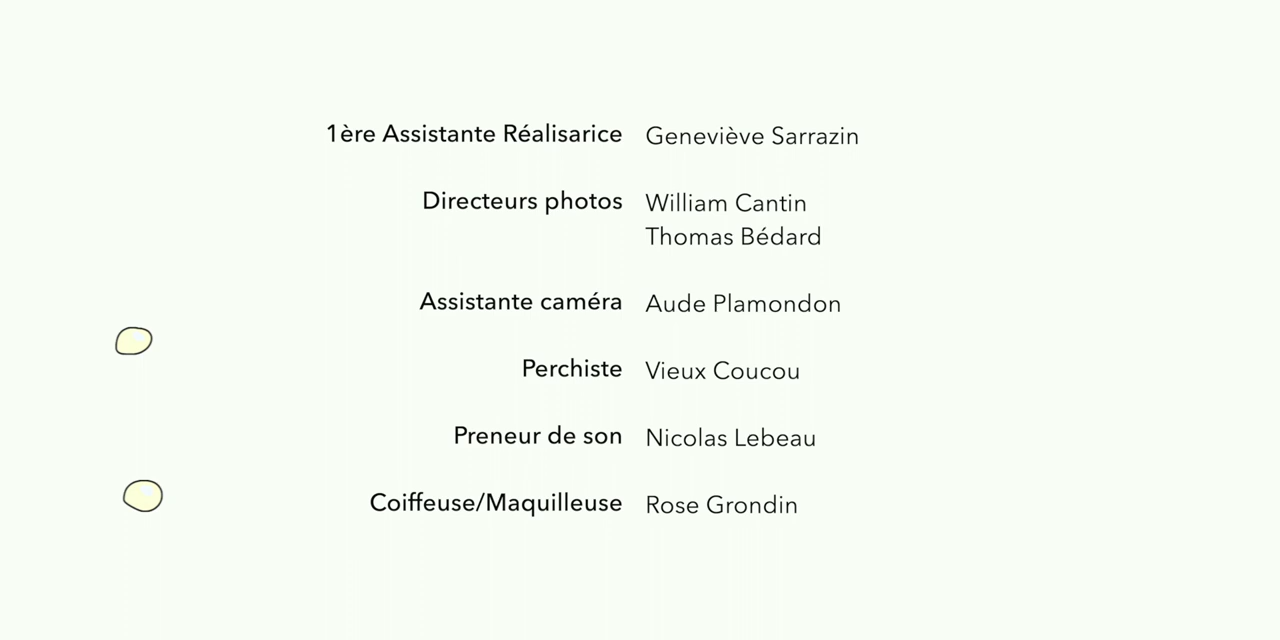 1ère Assistante Réalisarice Geneviève Sarrazin
Directeurs photos William Cantin
Thomas Bédard
Assistante caméra Aude Plamondon
Perchiste Vieux Coucou
Preneur de son Nicolas Lebeau
Coiffeuse/Maquilleuse Rose Grondin